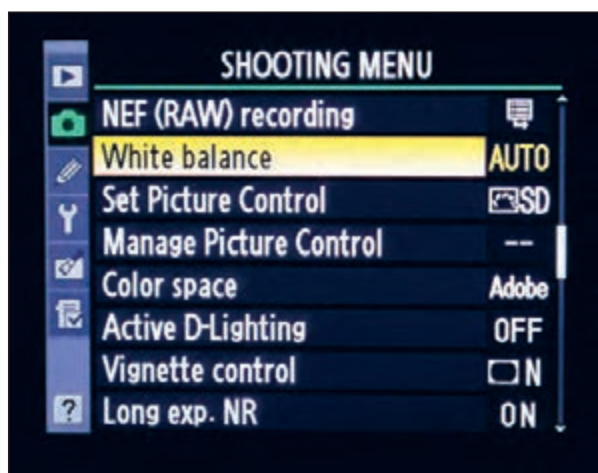 SHOOTING MENU
NEF (RAW) recording
White balance AUTO
Set Picture Control SD
Manage Picture Control --
Color space Adobe
Active D-Lighting OFF
Vignette control N
Long exp. NR ON
?